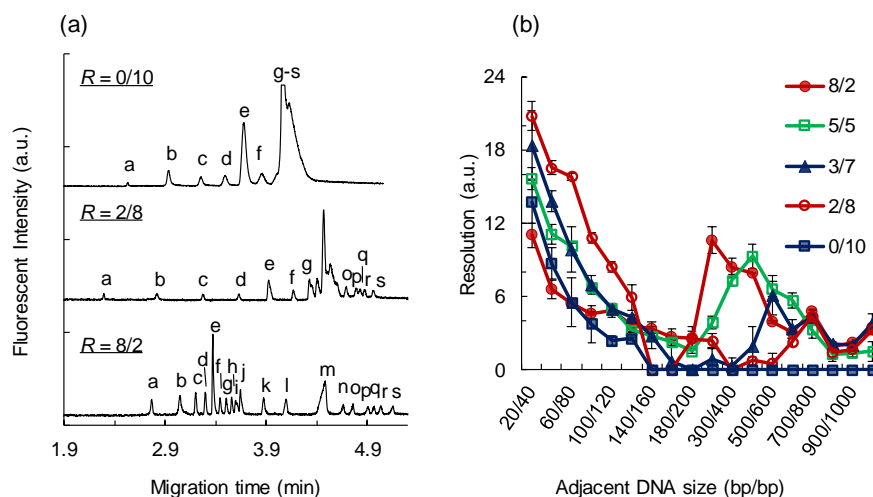 (a)
(b)
R = 0/10
g-s
e
a
b
c
d
f
R = 2/8
a
b
c
d
e
f
g
q
o
p
r
s
R = 8/2
e
d
a
b
c
f
g
h
i
j
k
l
m
n
o
p
q
r
s
1.9
2.9
3.9
4.9
Migration time (min)
Fluorescent Intensity (a.u.)
24
18
12
6
0
Resolution (a.u.)
8/2
5/5
3/7
2/8
0/10
20/40
60/80
100/120
140/160
180/200
300/400
500/600
700/800
900/1000
Adjacent DNA size (bp/bp)